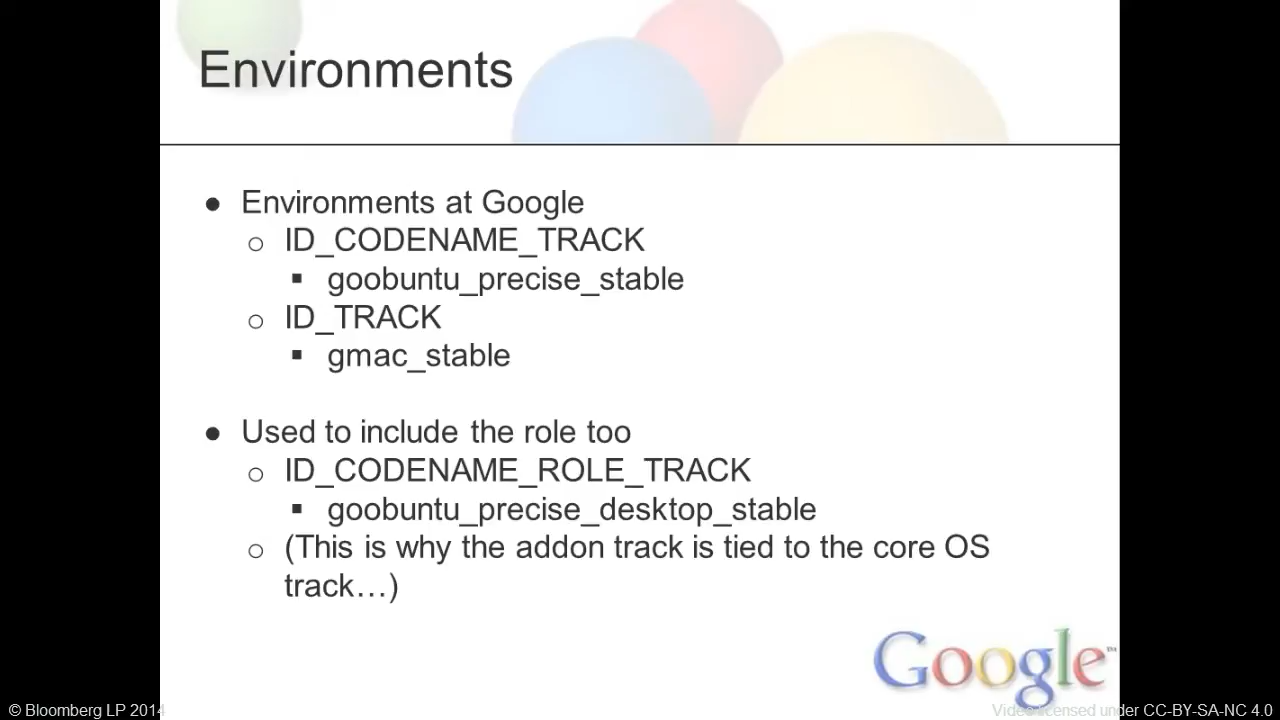 Environments
● Environments at Google
○ ID_CODENAME_TRACK
▪ goobuntu_precise_stable
○ ID_TRACK
▪ gmac_stable
● Used to include the role too
○ ID_CODENAME_ROLE_TRACK
▪ goobuntu_precise_desktop_stable
○ (This is why the addon track is tied to the core OS
track…)
Google™
© Bloomberg LP 2014
Video licensed under CC-BY-SA-NC 4.0